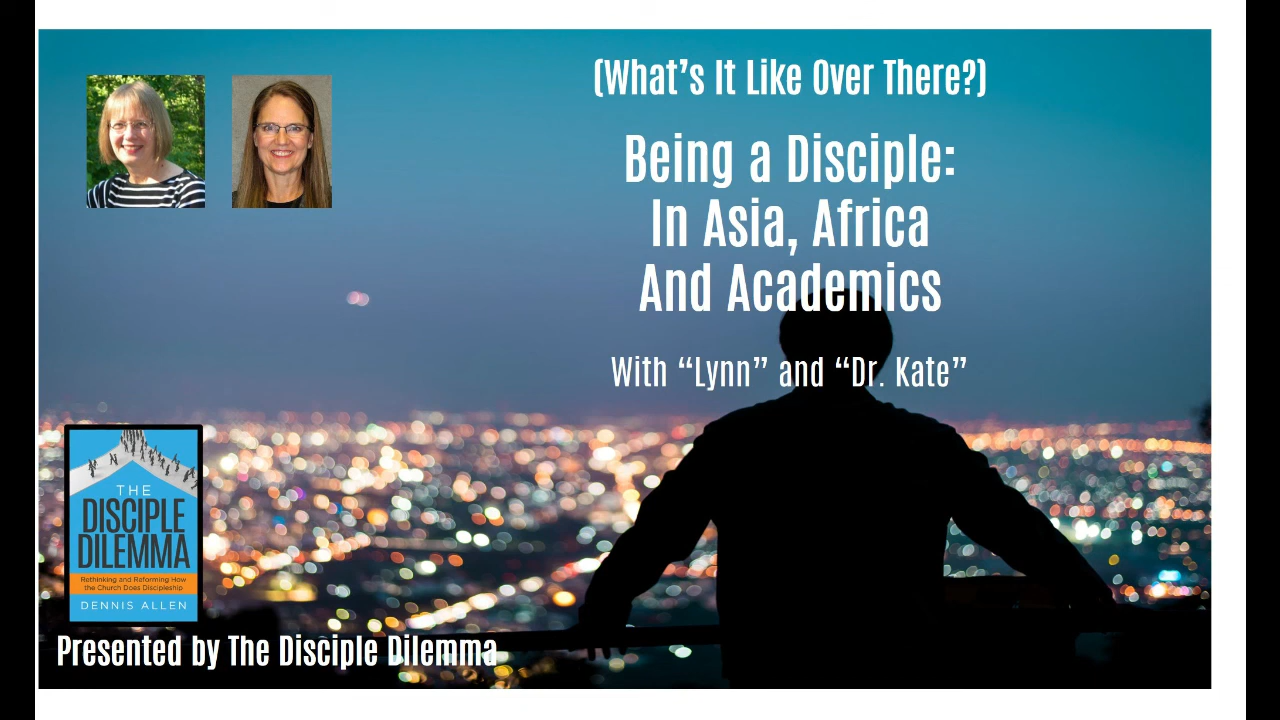 (What's It Like Over There?)
Being a Disciple:
In Asia, Africa
And Academics
With “Lynn” and “Dr. Kate”
THE
DISCIPLE
DILEMMA
Rethinking and Reforming How
the Church Does Discipleship
DENNIS ALLEN
Presented by The Disciple Dilemma